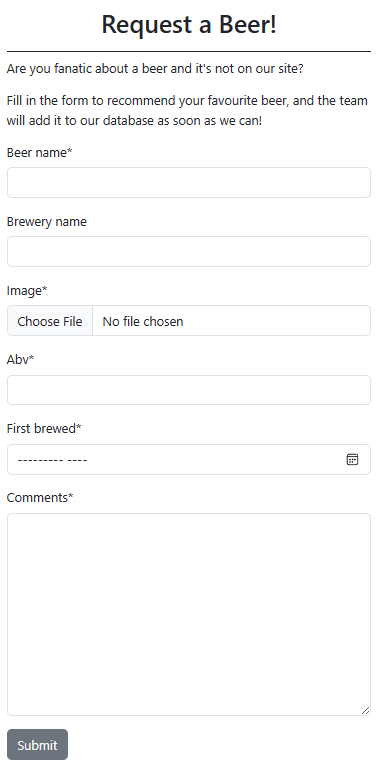 Request a Beer!
Are you fanatic about a beer and it's not on our site?
Fill in the form to recommend your favourite beer, and the team
will add it to our database as soon as we can!
Beer name*
Brewery name
Image*
Choose File No file chosen
Abv*
First brewed*
--------- ----
Comments*
Submit